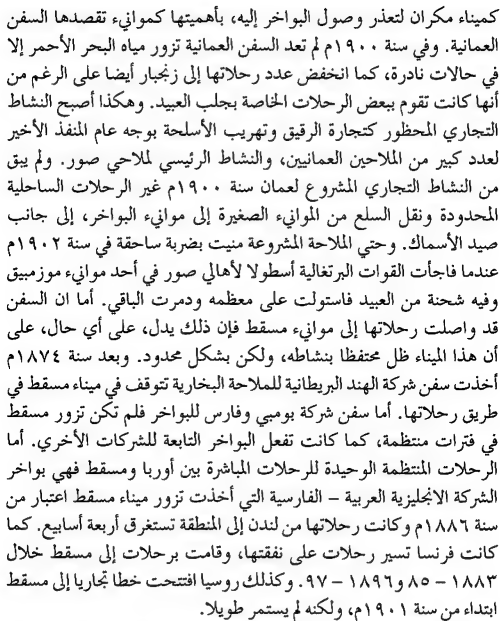 كميناء مكران لتعذر وصول البواخر إليه، بأهميتها كموانيء تقصدها السفن
العمانية. وفي سنة ١٩٠٠م لم تعد السفن العمانية تزور مياه البحر الأحمر إلا
في حالات نادرة، كما انخفض عدد رحلاتها إلى زنجبار أيضا على الرغم من
أنها كانت تقوم ببعض الرحلات الخاصة بجلب العبيد. وهكذا أصبح النشاط
التجاري المحظور كتجارة الرقيق وتهريب الأسلحة بوجه عام المنفذ الأخير
لعدد كبير من الملاحين العمانيين، والنشاط الرئيسي لملاحي صور. ولم يبق
من النشاط التجاري المشروع لعمان سنة ١٩٠٠م غير الرحلات الساحلية
المحدودة ونقل السلع من الموانيء الصغيرة إلى موانيء البواخر، إلى جانب
صيد الأسماك. وحتي الملاحة المشروعة منيت بضربة ساحقة في سنة ١٩٠٢م
عندما فاجأت القوات البرتغالية أسطولا لأهالي صور في أحد موانيء موزمبيق
وفيه شحنة من العبيد فاستولت على معظمه ودمرت الباقي. أما ان السفن
قد واصلت رحلاتها إلى موانيء مسقط فإن ذلك يدل، على أي حال، على
أن هذا الميناء ظل محتفظا بنشاطه، ولكن بشكل محدود. وبعد سنة ١٨٧٤م
أخذت سفن شركة الهند البريطانية للملاحة البخارية تتوقف في ميناء مسقط في
طريق رحلاتها. أما سفن شركة بومبي وفارس للبواخر فلم تكن تزور مسقط
في فترات منتظمة، كما كانت تفعل البواخر التابعة للشركات الأخري. أما
الرحلات المنتظمة الوحيدة للرحلات المباشرة بين أوربا ومسقط فهي بواخر
الشركة الانجليزية العربية – الفارسية التي أخذت تزور ميناء مسقط اعتبار من
سنة ١٨٨٦م وكانت رحلاتها من لندن إلى المنطقة تستغرق أربعة أسابيع. كما
كانت فرنسا تسير رحلات على نفقتها، وقامت برحلات إلى مسقط خلال
١٨٨٣ – ٨٥ و١٨٩٦ – ٩٧. وكذلك روسيا افتتحت خطا تجاريا إلى مسقط
ابتداء من سنة ١٩٠١م، ولكنه لم يستمر طويلا.